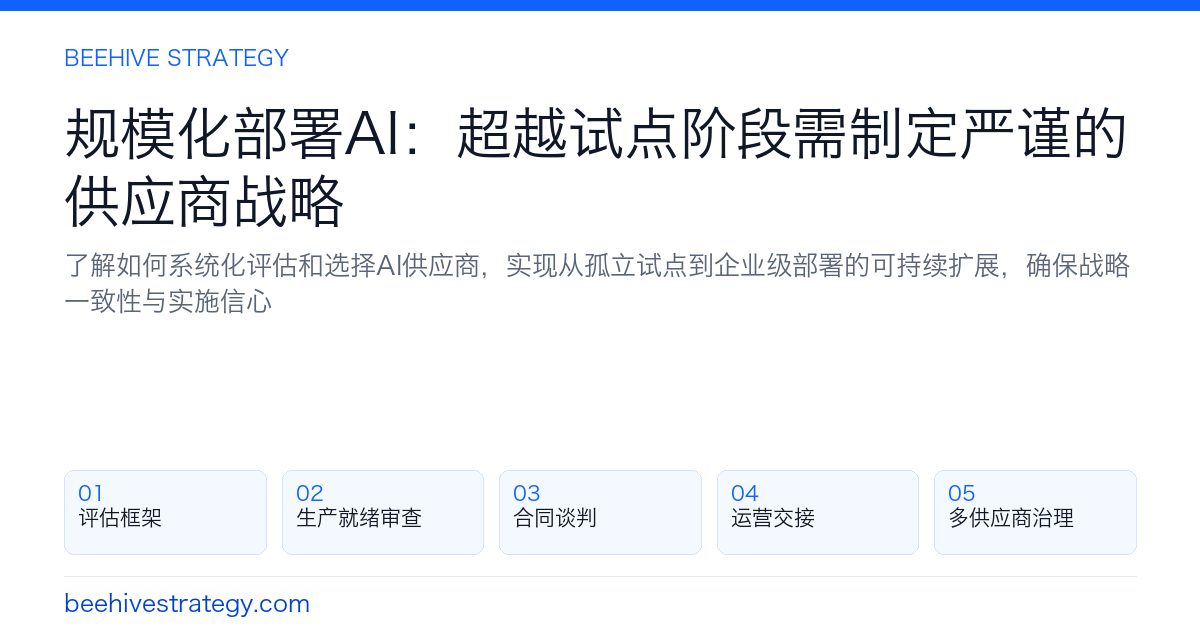 BEEHIVE STRATEGY
规模化部署AI：超越试点阶段需制定严谨的
供应商战略
了解如何系统化评估和选择AI供应商，实现从孤立试点到企业级部署的可持续扩展，确保战略
一致性与实施信心
01
评估框架
02
生产就绪审查
03
合同谈判
04
运营交接
05
多供应商治理
beehivestrategy.com